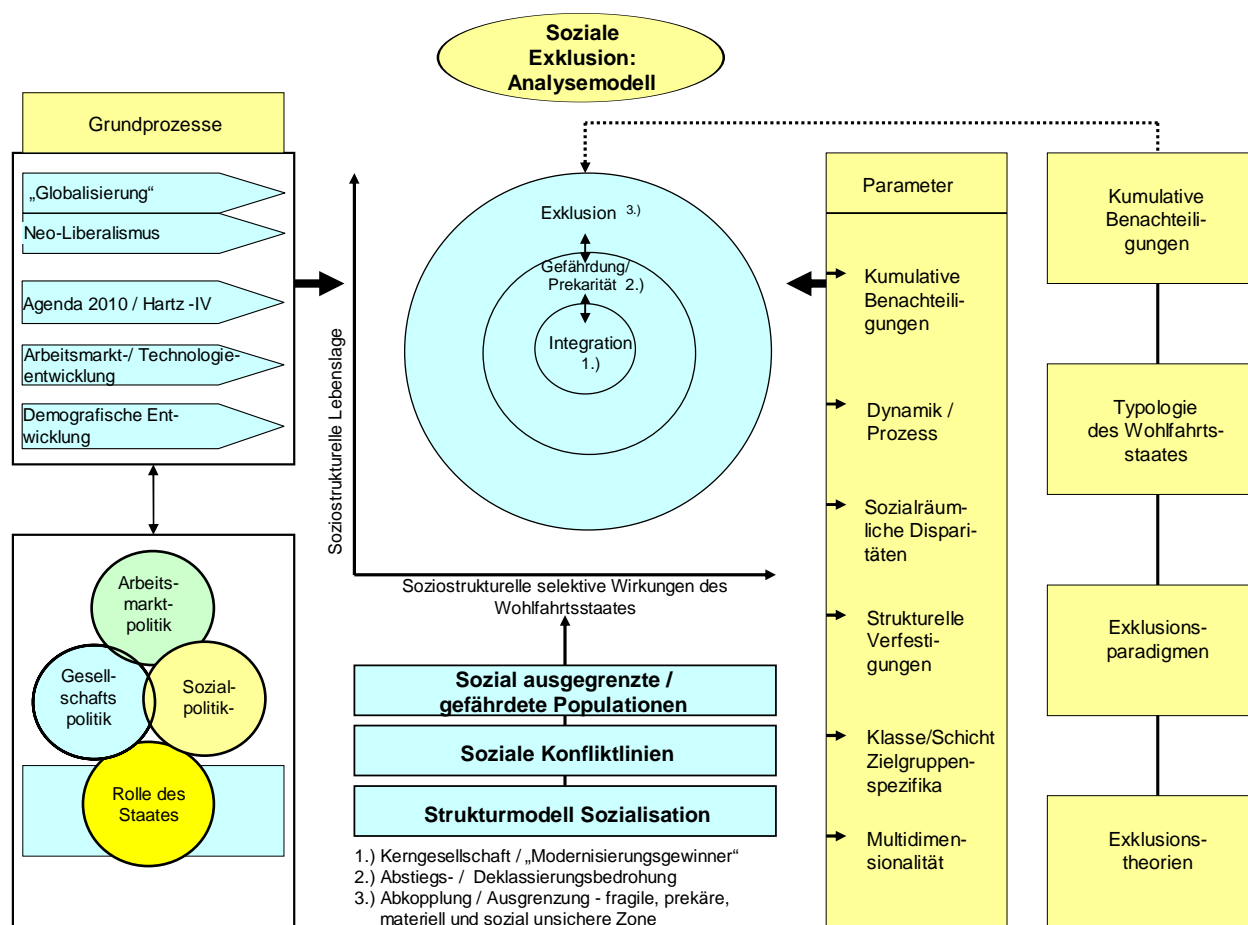 Soziale
Exklusion:
Analysemodell
Grundprozesse
„Globalisierung“
Neo-Liberalismus
Agenda 2010 / Hartz -IV
Arbeitsmarkt-/ Technologie-
entwicklung
Demografische Ent-
wicklung
Arbeits-
markt-
politik
Gesell-
schafts
politik
Sozial-
politik-
Rolle des
Staates
Soziostrukturelle Lebenslage
Exklusion 3.)
Gefährdung/
Prekarität 2.)
Integration
1.)
Soziostrukturelle selektive Wirkungen des
Wohlfahrtsstaates
Sozial ausgegrenzte /
gefährdete Populationen
Soziale Konfliktlinien
Strukturmodell Sozialisation
1.) Kerngesellschaft / „Modernisierungsgewinner“
2.) Abstiegs- / Deklassierungsbedrohung
3.) Abkopplung / Ausgrenzung - fragile, prekäre,
materiell und sozial unsichere Zone
Parameter
Kumulative
Benachteili-
gungen
Dynamik /
Prozess
Sozialräum-
liche Dispari-
täten
Strukturelle
Verfesti-
gungen
Klasse/Schicht
Zielgruppen-
spezifika
Multidimen-
sionalität
Kumulative
Benachteili-
gungen
Typologie
des Wohlfahrts-
staates
Exklusions-
paradigmen
Exklusions-
theorien